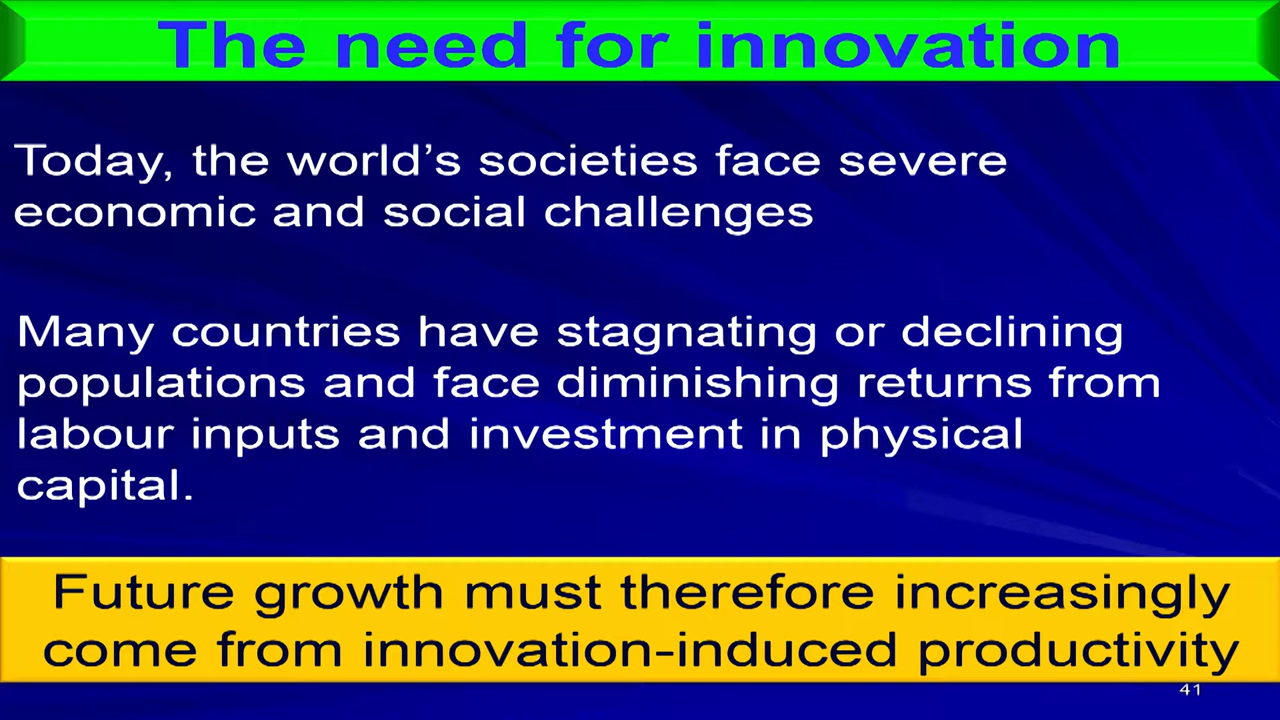 The need for innovation
Today, the world’s societies face severe
economic and social challenges
Many countries have stagnating or declining
populations and face diminishing returns from
labour inputs and investment in physical
capital.
Future growth must therefore increasingly
come from innovation-induced productivity
41